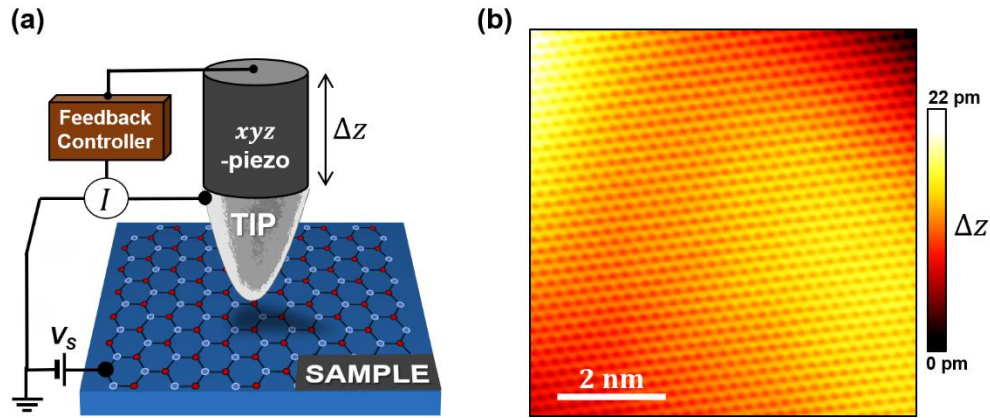 (a)
Feedback
Controller
xyz
-piezo
Δz
I
TIP
V_S
SAMPLE
(b)
22 pm
Δz
0 pm
2 nm